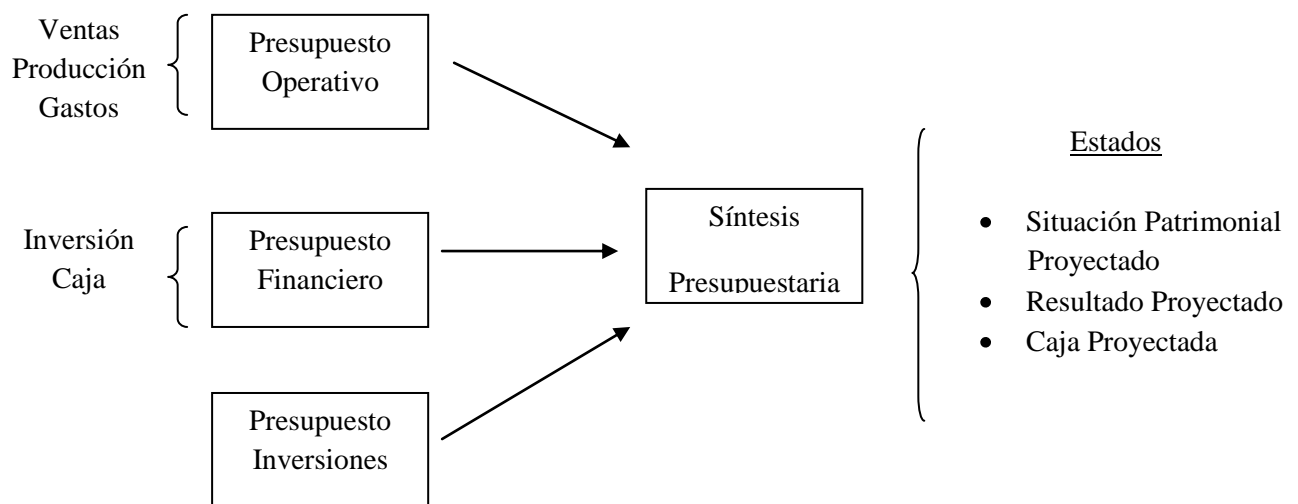 Ventas
Producción
Gastos
Presupuesto
Operativo
Inversión
Caja
Presupuesto
Financiero
Presupuesto
Inversiones
Síntesis
Presupuestaria
Estados
• Situación Patrimonial
Proyectado
• Resultado Proyectado
• Caja Proyectada